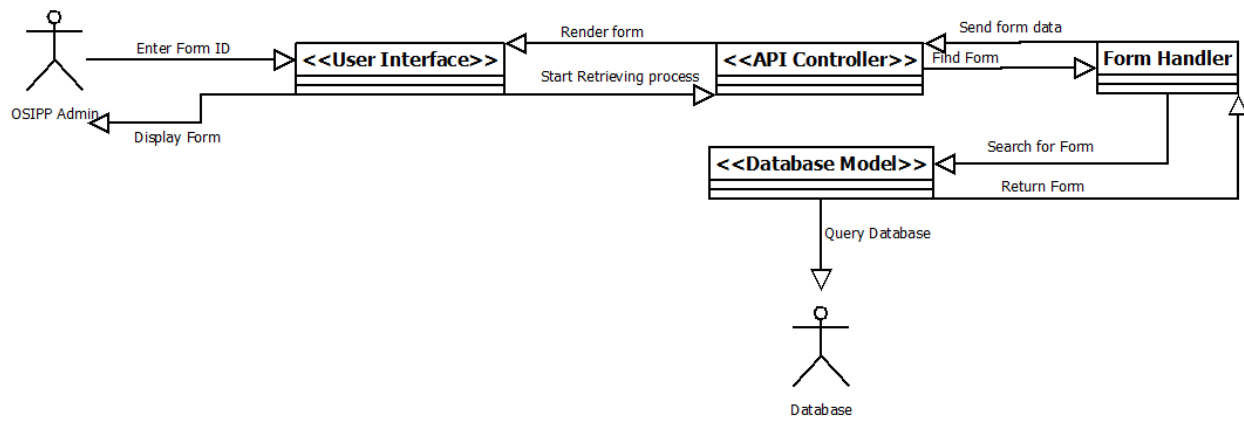 Send form data
Render form
Enter Form ID
<<User Interface>>
<<API Controller>>
Find Form
Form Handler
Start Retrieving process
OSIPP Admin
Display Form
Search for Form
<<Database Model>>
Return Form
Query Database
Database